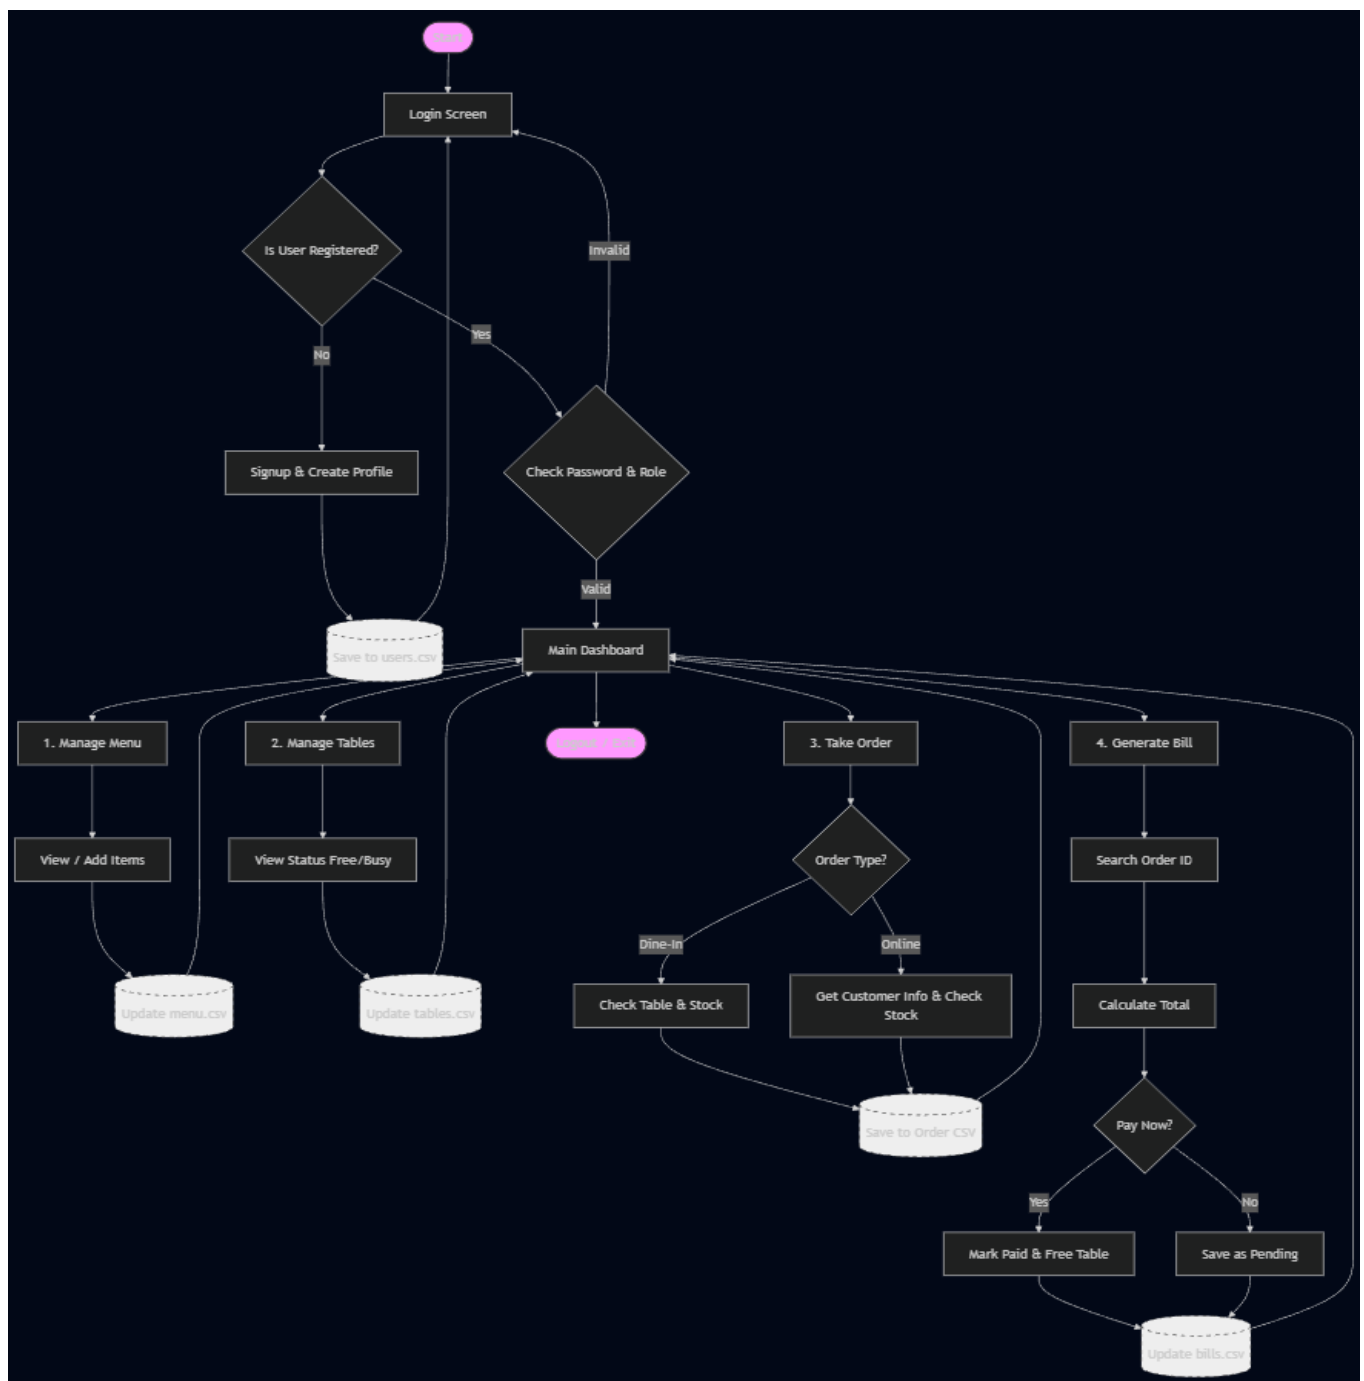 Start
Login Screen
Is User Registered?
Invalid
Yes
No
Signup & Create Profile
Check Password & Role
Valid
Save to users.csv
Main Dashboard
1. Manage Menu
2. Manage Tables
Logout / Exit
3. Take Order
4. Generate Bill
View / Add Items
View Status Free/Busy
Order Type?
Search Order ID
Dine-In
Online
Update menu.csv
Update tables.csv
Check Table & Stock
Get Customer Info & Check
Stock
Calculate Total
Save to Order CSV
Pay Now?
Yes
No
Mark Paid & Free Table
Save as Pending
Update bills.csv